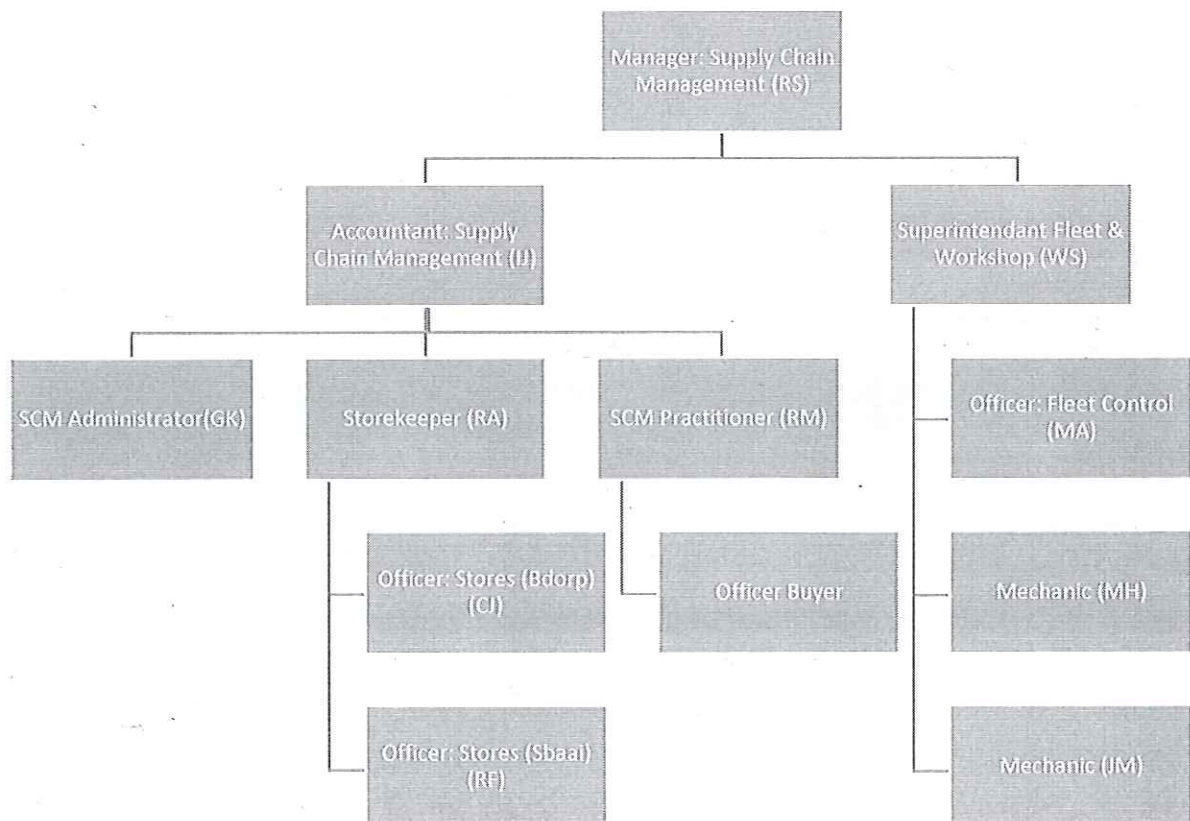 Manager: Supply Chain
Management (RS)
Accountant: Supply
Chain Management (IJ)
Superintendant Fleet &
Workshop (WS)
SCM Administrator(GK)
Storekeeper (RA)
SCM Practitioner (RM)
Officer: Fleet Control
(MA)
Officer: Stores (Bdorp)
(CJ)
Officer Buyer
Mechanic (MH)
Officer: Stores (Sbaai)
(RF)
Mechanic (JM)